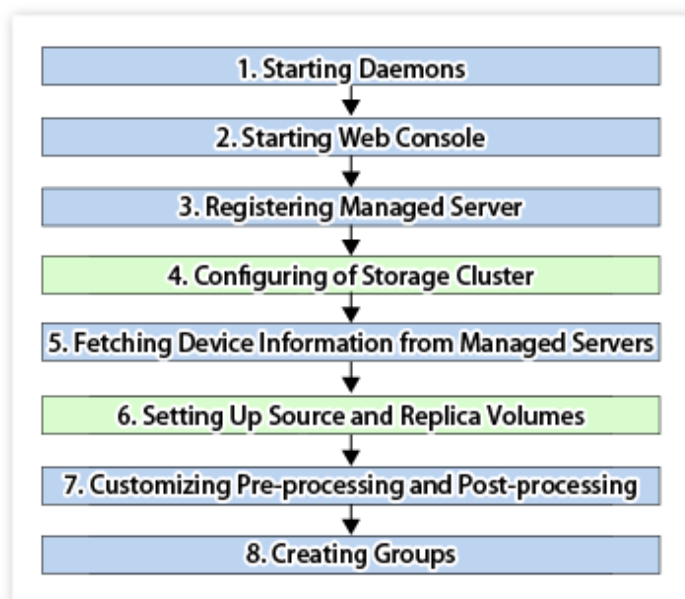 1. Starting Daemons
2. Starting Web Console
3. Registering Managed Server
4. Configuring of Storage Cluster
5. Fetching Device Information from Managed Servers
6. Setting Up Source and Replica Volumes
7. Customizing Pre-processing and Post-processing
8. Creating Groups